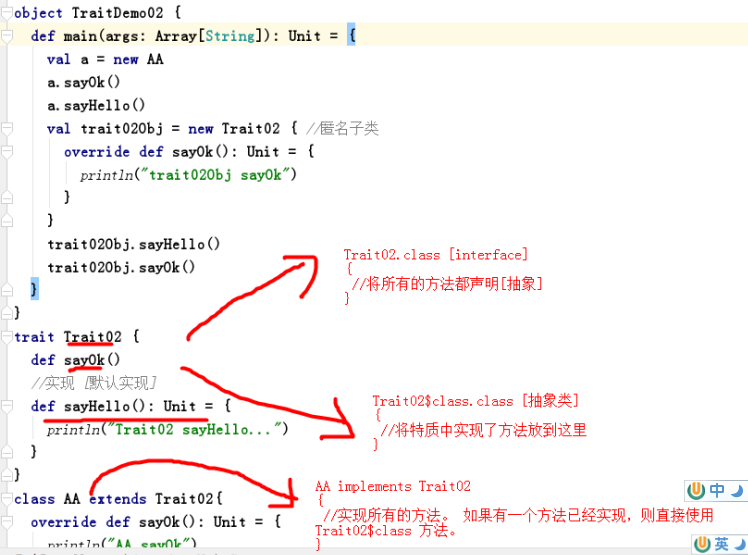 object TraitDemo02 {
def main(args: Array[String]): Unit = {
val a = new AA
a.sayOk()
a.sayHello()
val trait02Obj = new Trait02 { //匿名子类
override def sayOk(): Unit = {
println("trait02Obj sayOk")
}
}
trait02Obj.sayHello()
trait02Obj.sayOk()
}
}
trait Trait02 {
def sayOk()
//实现 [默认实现]
def sayHello(): Unit = {
println("Trait02 sayHello...")
}
}
class AA extends Trait02{
override def sayOk(): Unit = {
println("AA sayOk")
Trait02.class [interface]
{
//将所有的方法都声明[抽象]
}
Trait02$class.class [抽象类]
{
//将特质中实现了方法放到这里
}
AA implements Trait02
{
//实现所有的方法。 如果有一个方法已经实现, 则直接使用
Trait02$class 方法。
}
中
英